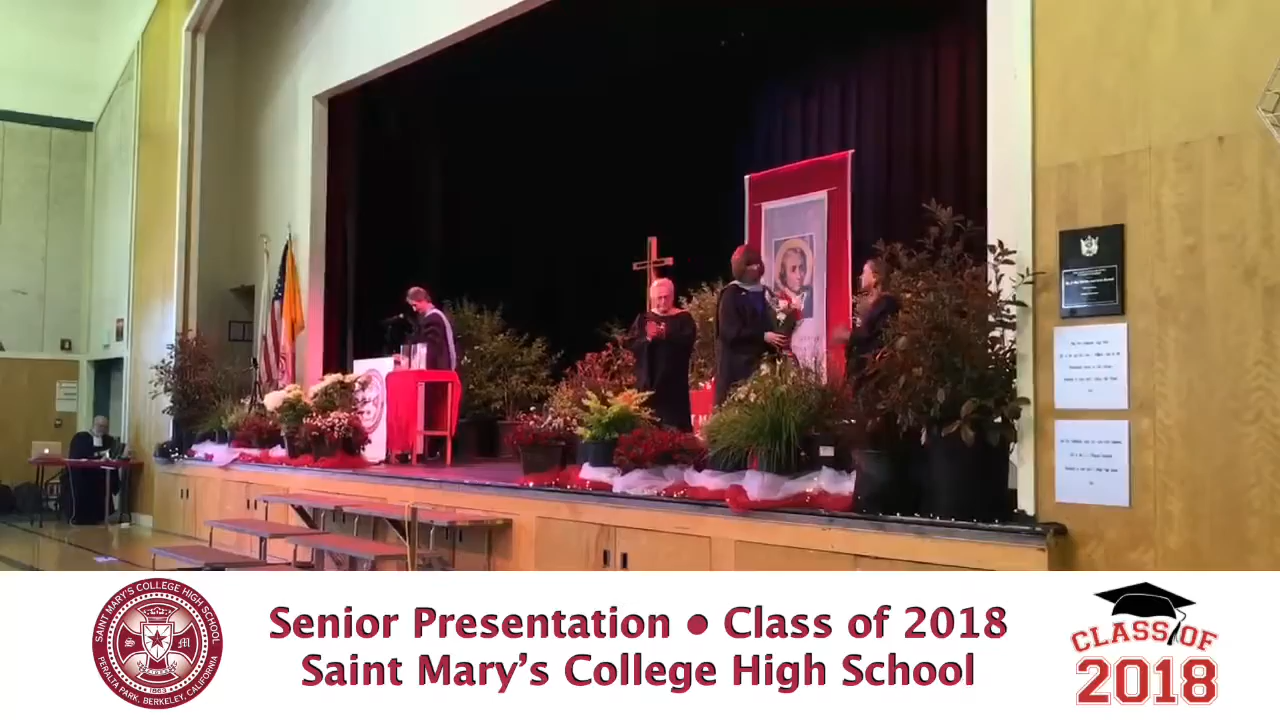 SAINT MARY'S COLLEGE HIGH SCHOOL
S M
1863
PERALTA PARK, BERKELEY, CALIFORNIA
Senior Presentation • Class of 2018
Saint Mary's College High School
CLASS OF
2018